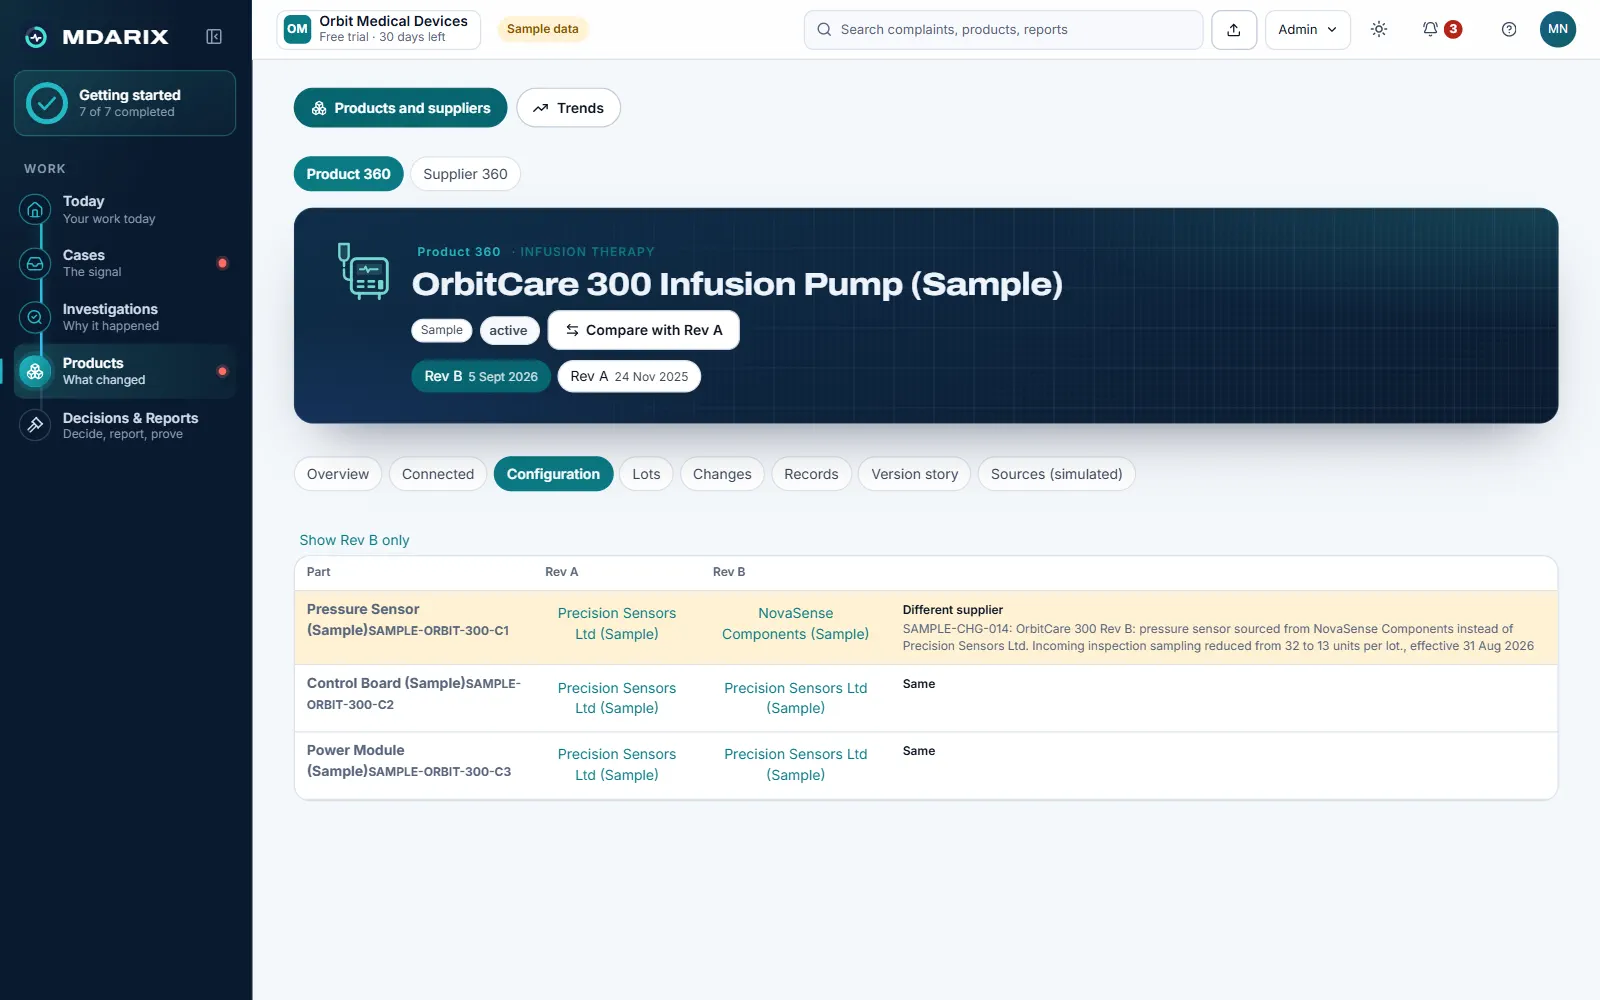 MDARIX
OM
Orbit Medical Devices
Free trial · 30 days left
Sample data
Search complaints, products, reports
Admin
3
MN
Getting started
7 of 7 completed
WORK
Today
Your work today
Cases
The signal
Investigations
Why it happened
Products
What changed
Decisions & Reports
Decide, report, prove
Products and suppliers
Trends
Product 360
Supplier 360
Product 360 · INFUSION THERAPY
OrbitCare 300 Infusion Pump (Sample)
Sample
active
Compare with Rev A
Rev B 5 Sept 2026
Rev A 24 Nov 2025
Overview
Connected
Configuration
Lots
Changes
Records
Version story
Sources (simulated)
Show Rev B only
Part
Rev A
Rev B
Pressure Sensor
(Sample)SAMPLE-ORBIT-300-C1
Precision Sensors
Ltd (Sample)
NovaSense
Components (Sample)
Different supplier
SAMPLE-CHG-014: OrbitCare 300 Rev B: pressure sensor sourced from NovaSense Components instead of
Precision Sensors Ltd. Incoming inspection sampling reduced from 32 to 13 units per lot., effective 31 Aug 2026
Control Board (Sample)SAMPLE-
ORBIT-300-C2
Precision Sensors
Ltd (Sample)
Precision Sensors Ltd
(Sample)
Same
Power Module
(Sample)SAMPLE-ORBIT-300-C3
Precision Sensors
Ltd (Sample)
Precision Sensors Ltd
(Sample)
Same